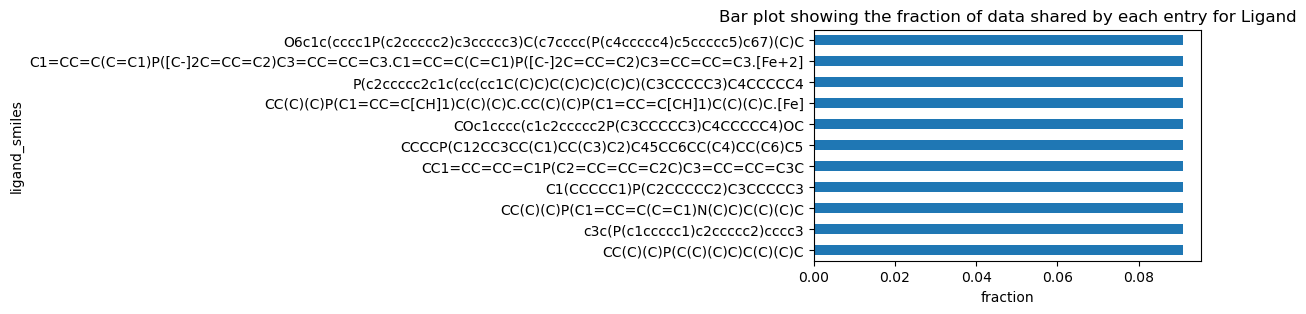 Bar plot showing the fraction of data shared by each entry for Ligand
O6c1c(cccc1P(c2ccccc2)c3ccccc3)C(c7cccc(P(c4ccccc4)c5ccccc5)c67)(C)C
C1=CC=C(C=C1)P([C-]2C=CC=C2)C3=CC=CC=C3.C1=CC=C(C=C1)P([C-]2C=CC=C2)C3=CC=CC=C3.[Fe+2]
P(c2ccccc2c1c(cc(cc1C(C)C)C(C)C)C(C)C)(C3CCCCC3)C4CCCCC4
CC(C)(C)P(C1=CC=C[CH]1)C(C)(C)C.CC(C)(C)P(C1=CC=C[CH]1)C(C)(C)C.[Fe]
COc1cccc(c1c2ccccc2P(C3CCCCC3)C4CCCCC4)OC
CCCCP(C12CC3CC(C1)CC(C3)C2)C45CC6CC(C4)CC(C6)C5
CC1=CC=CC=C1P(C2=CC=CC=C2C)C3=CC=CC=C3C
C1(CCCCC1)P(C2CCCCC2)C3CCCCC3
CC(C)(C)P(C1=CC=C(C=C1)N(C)C)C(C)(C)C
c3c(P(c1ccccc1)c2ccccc2)cccc3
CC(C)(C)P(C(C)(C)C)C(C)(C)C
ligand_smiles
0.00 0.02 0.04 0.06 0.08
fraction